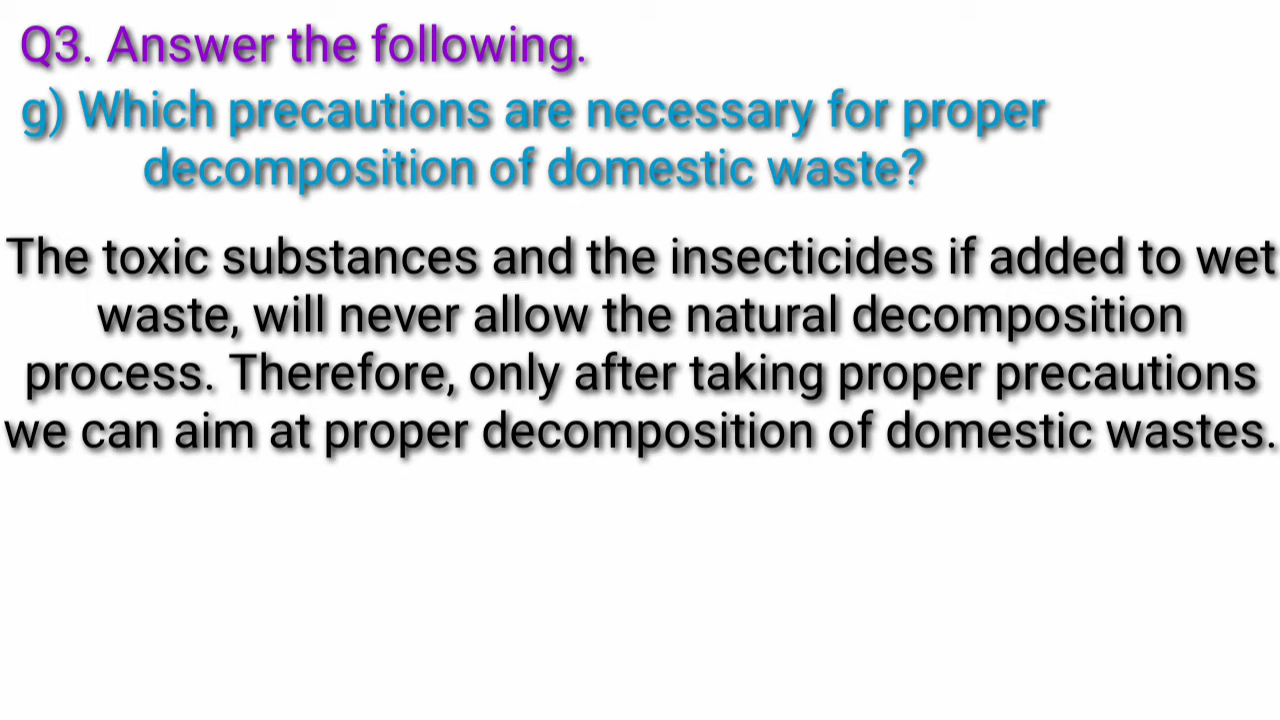 Q3. Answer the following.
g) Which precautions are necessary for proper
decomposition of domestic waste?
The toxic substances and the insecticides if added to wet
waste, will never allow the natural decomposition
process. Therefore, only after taking proper precautions
we can aim at proper decomposition of domestic wastes.